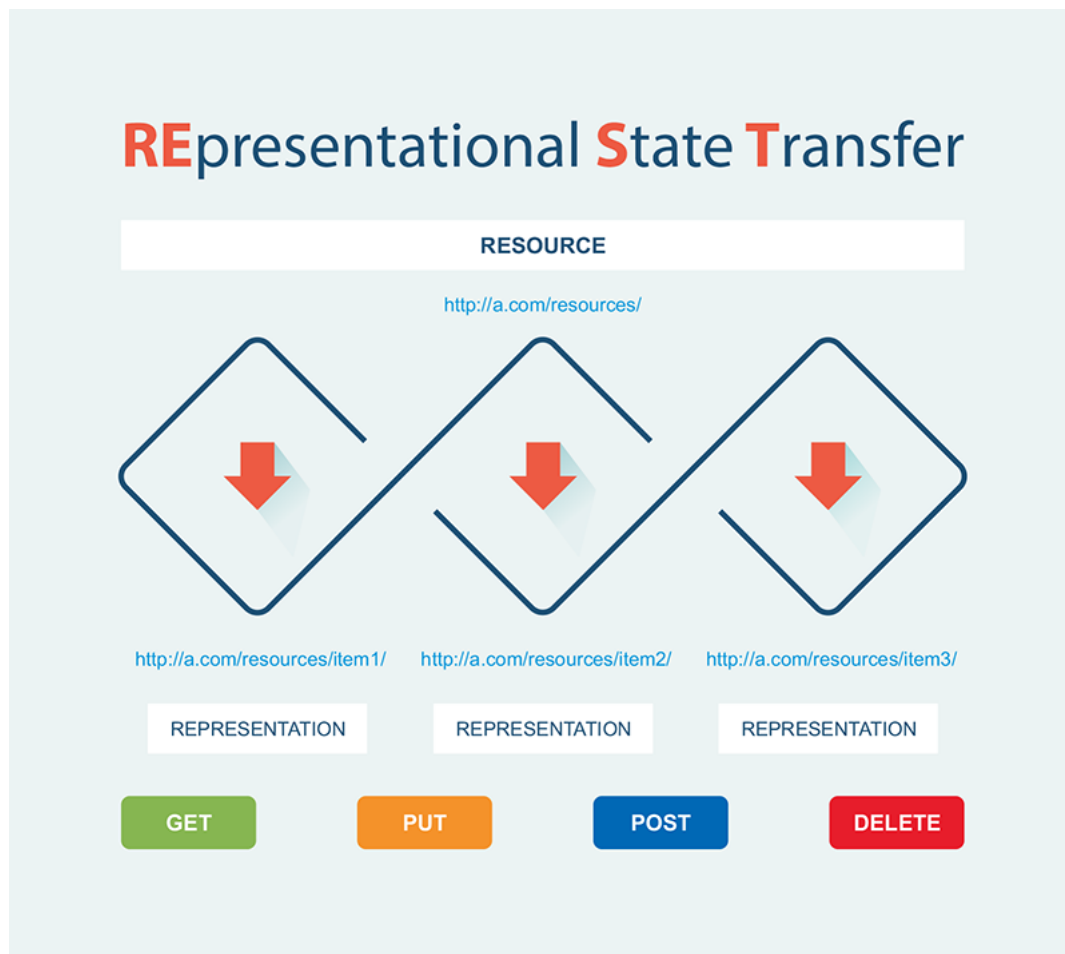 REpresentational State Transfer
RESOURCE
http://a.com/resources/
http://a.com/resources/item1/ http://a.com/resources/item2/ http://a.com/resources/item3/
REPRESENTATION REPRESENTATION REPRESENTATION
GET PUT POST DELETE